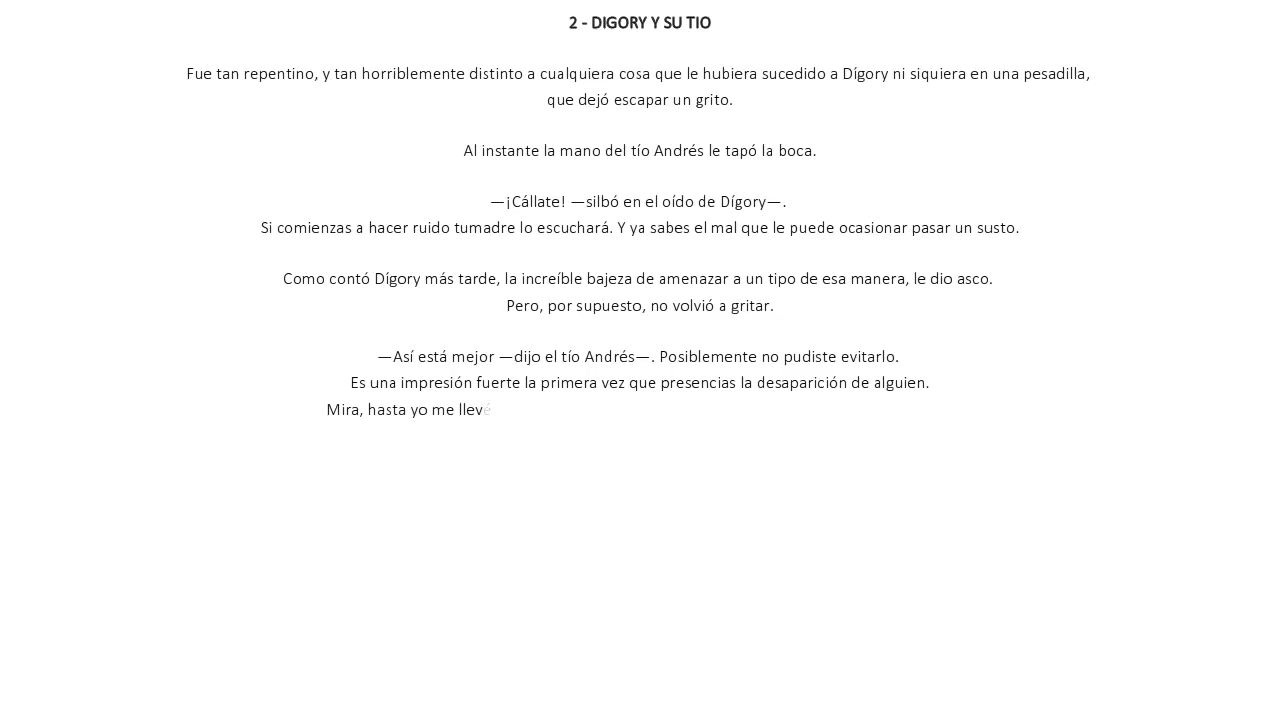 2 - DIGORY Y SU TIO
Fue tan repentino, y tan horriblemente distinto a cualquiera cosa que le hubiera sucedido a Dígory ni siquiera en una pesadilla,
que dejó escapar un grito.
Al instante la mano del tío Andrés le tapó la boca.
—¡Cállate! —silbó en el oído de Dígory—.
Si comienzas a hacer ruido tumadre lo escuchará. Y ya sabes el mal que le puede ocasionar pasar un susto.
Como contó Dígory más tarde, la increíble bajeza de amenazar a un tipo de esa manera, le dio asco.
Pero, por supuesto, no volvió a gritar.
—Así está mejor —dijo el tío Andrés—. Posiblemente no pudiste evitarlo.
Es una impresión fuerte la primera vez que presencias la desaparición de alguien.
Mira, hasta yo me llevé